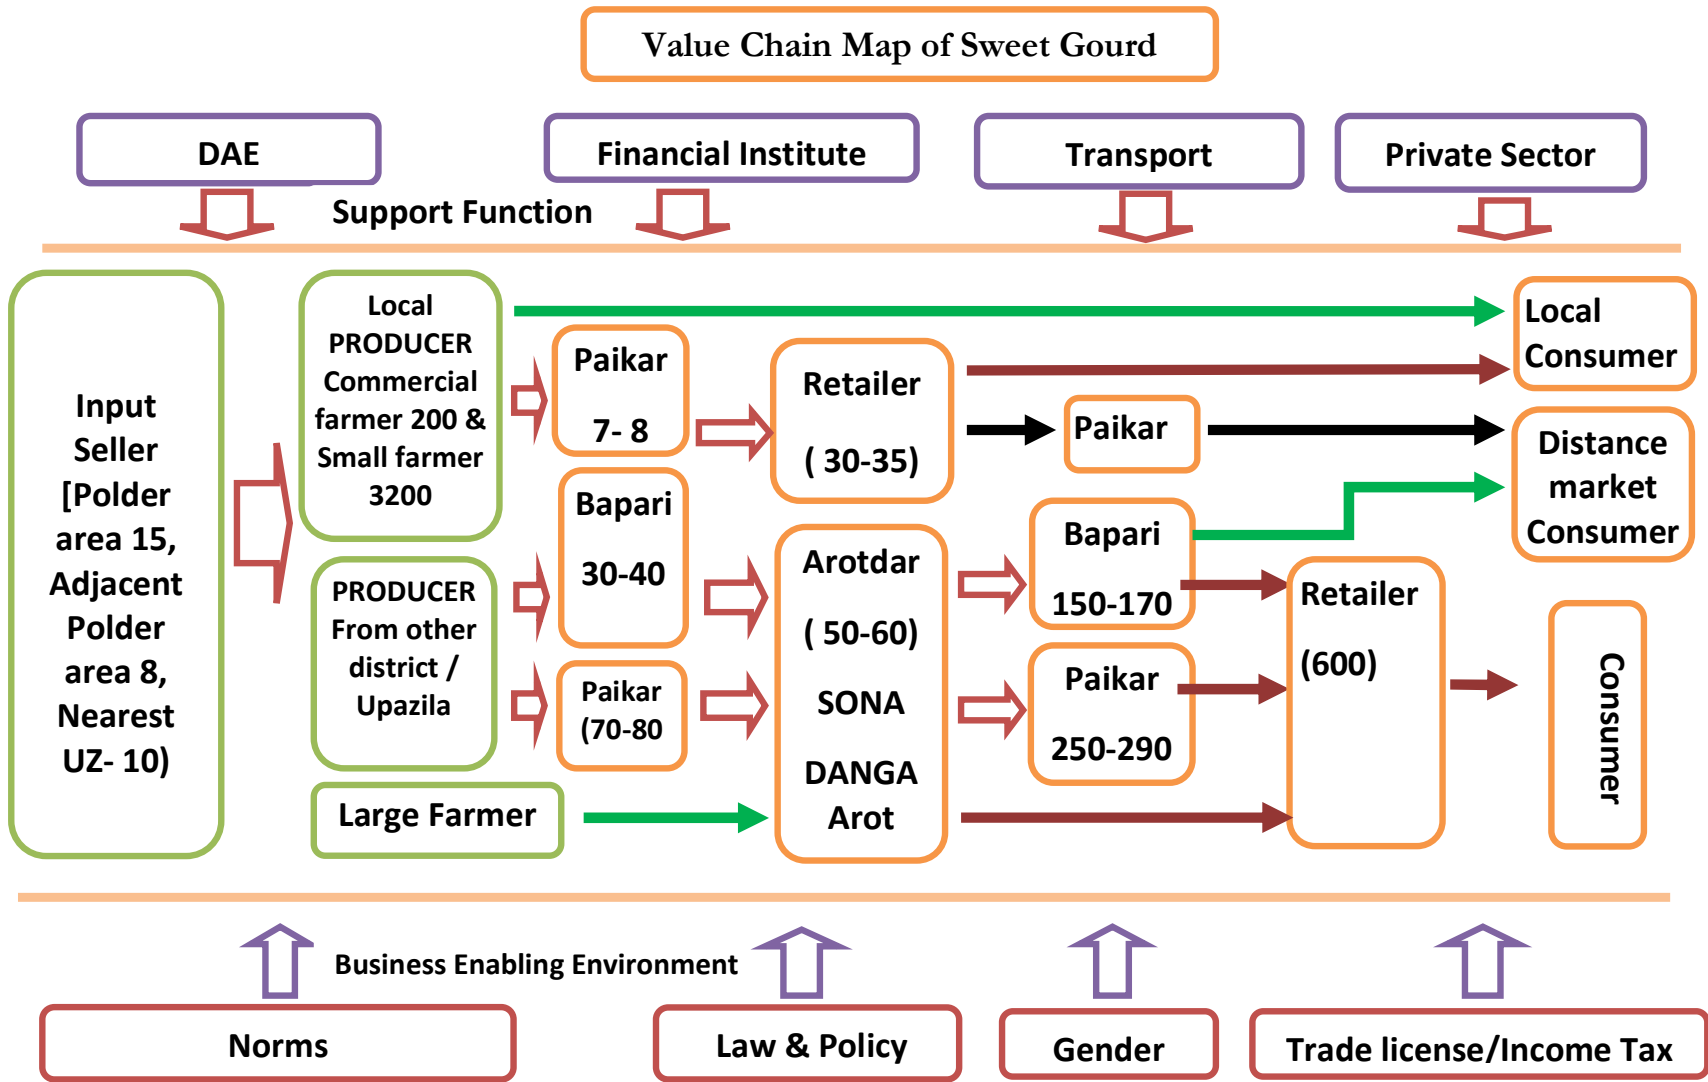 Value Chain Map of Sweet Gourd
DAE
Financial Institute
Transport
Private Sector
Support Function
Input
Seller
[Polder
area 15,
Adjacent
Polder
area 8,
Nearest
UZ- 10)
Local
PRODUCER
Commercial
farmer 200 &
Small farmer
3200
PRODUCER
From other
district /
Upazila
Large Farmer
Paikar
7- 8
Bapari
30-40
Paikar
(70-80
Retailer
( 30-35)
Arotdar
( 50-60)
SONA
DANGA
Arot
Paikar
Bapari
150-170
Paikar
250-290
Retailer
(600)
Local
Consumer
Distance
market
Consumer
Consumer
Business Enabling Environment
Norms
Law & Policy
Gender
Trade license/Income Tax